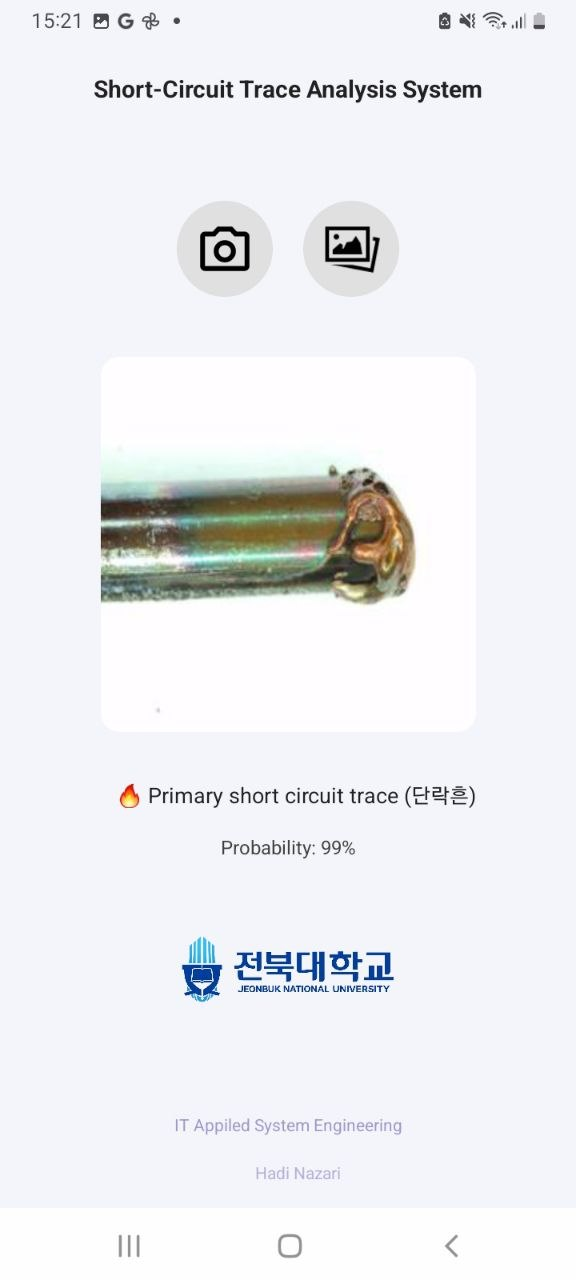 15:21
Short-Circuit Trace Analysis System
🔥 Primary short circuit trace (단락흔)
Probability: 99%
전북대학교
JEONBUK NATIONAL UNIVERSITY
IT Appiled System Engineering
Hadi Nazari